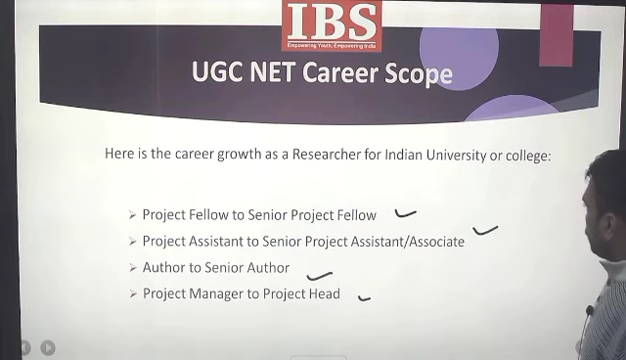 IBS
Empowering Youth, Empowering India
UGC NET Career Scope
Here is the career growth as a Researcher for Indian University or college:
➢ Project Fellow to Senior Project Fellow
➢ Project Assistant to Senior Project Assistant/Associate
➢ Author to Senior Author
➢ Project Manager to Project Head